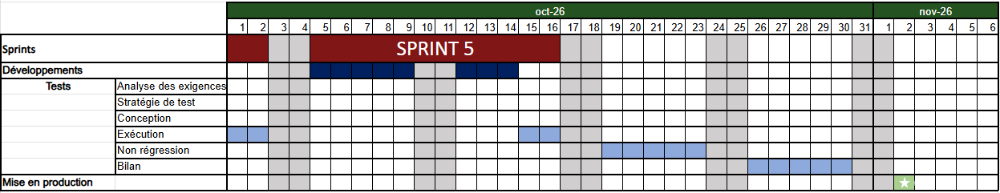 oct-26 nov-26
1 2 3 4 5 6 7 8 9 10 11 12 13 14 15 16 17 18 19 20 21 22 23 24 25 26 27 28 29 30 31 1 2 3 4 5 6
Sprints SPRINT 5
Développements
Tests Analyse des exigences
Stratégie de test
Conception
Exécution
Non régression
Bilan
Mise en production